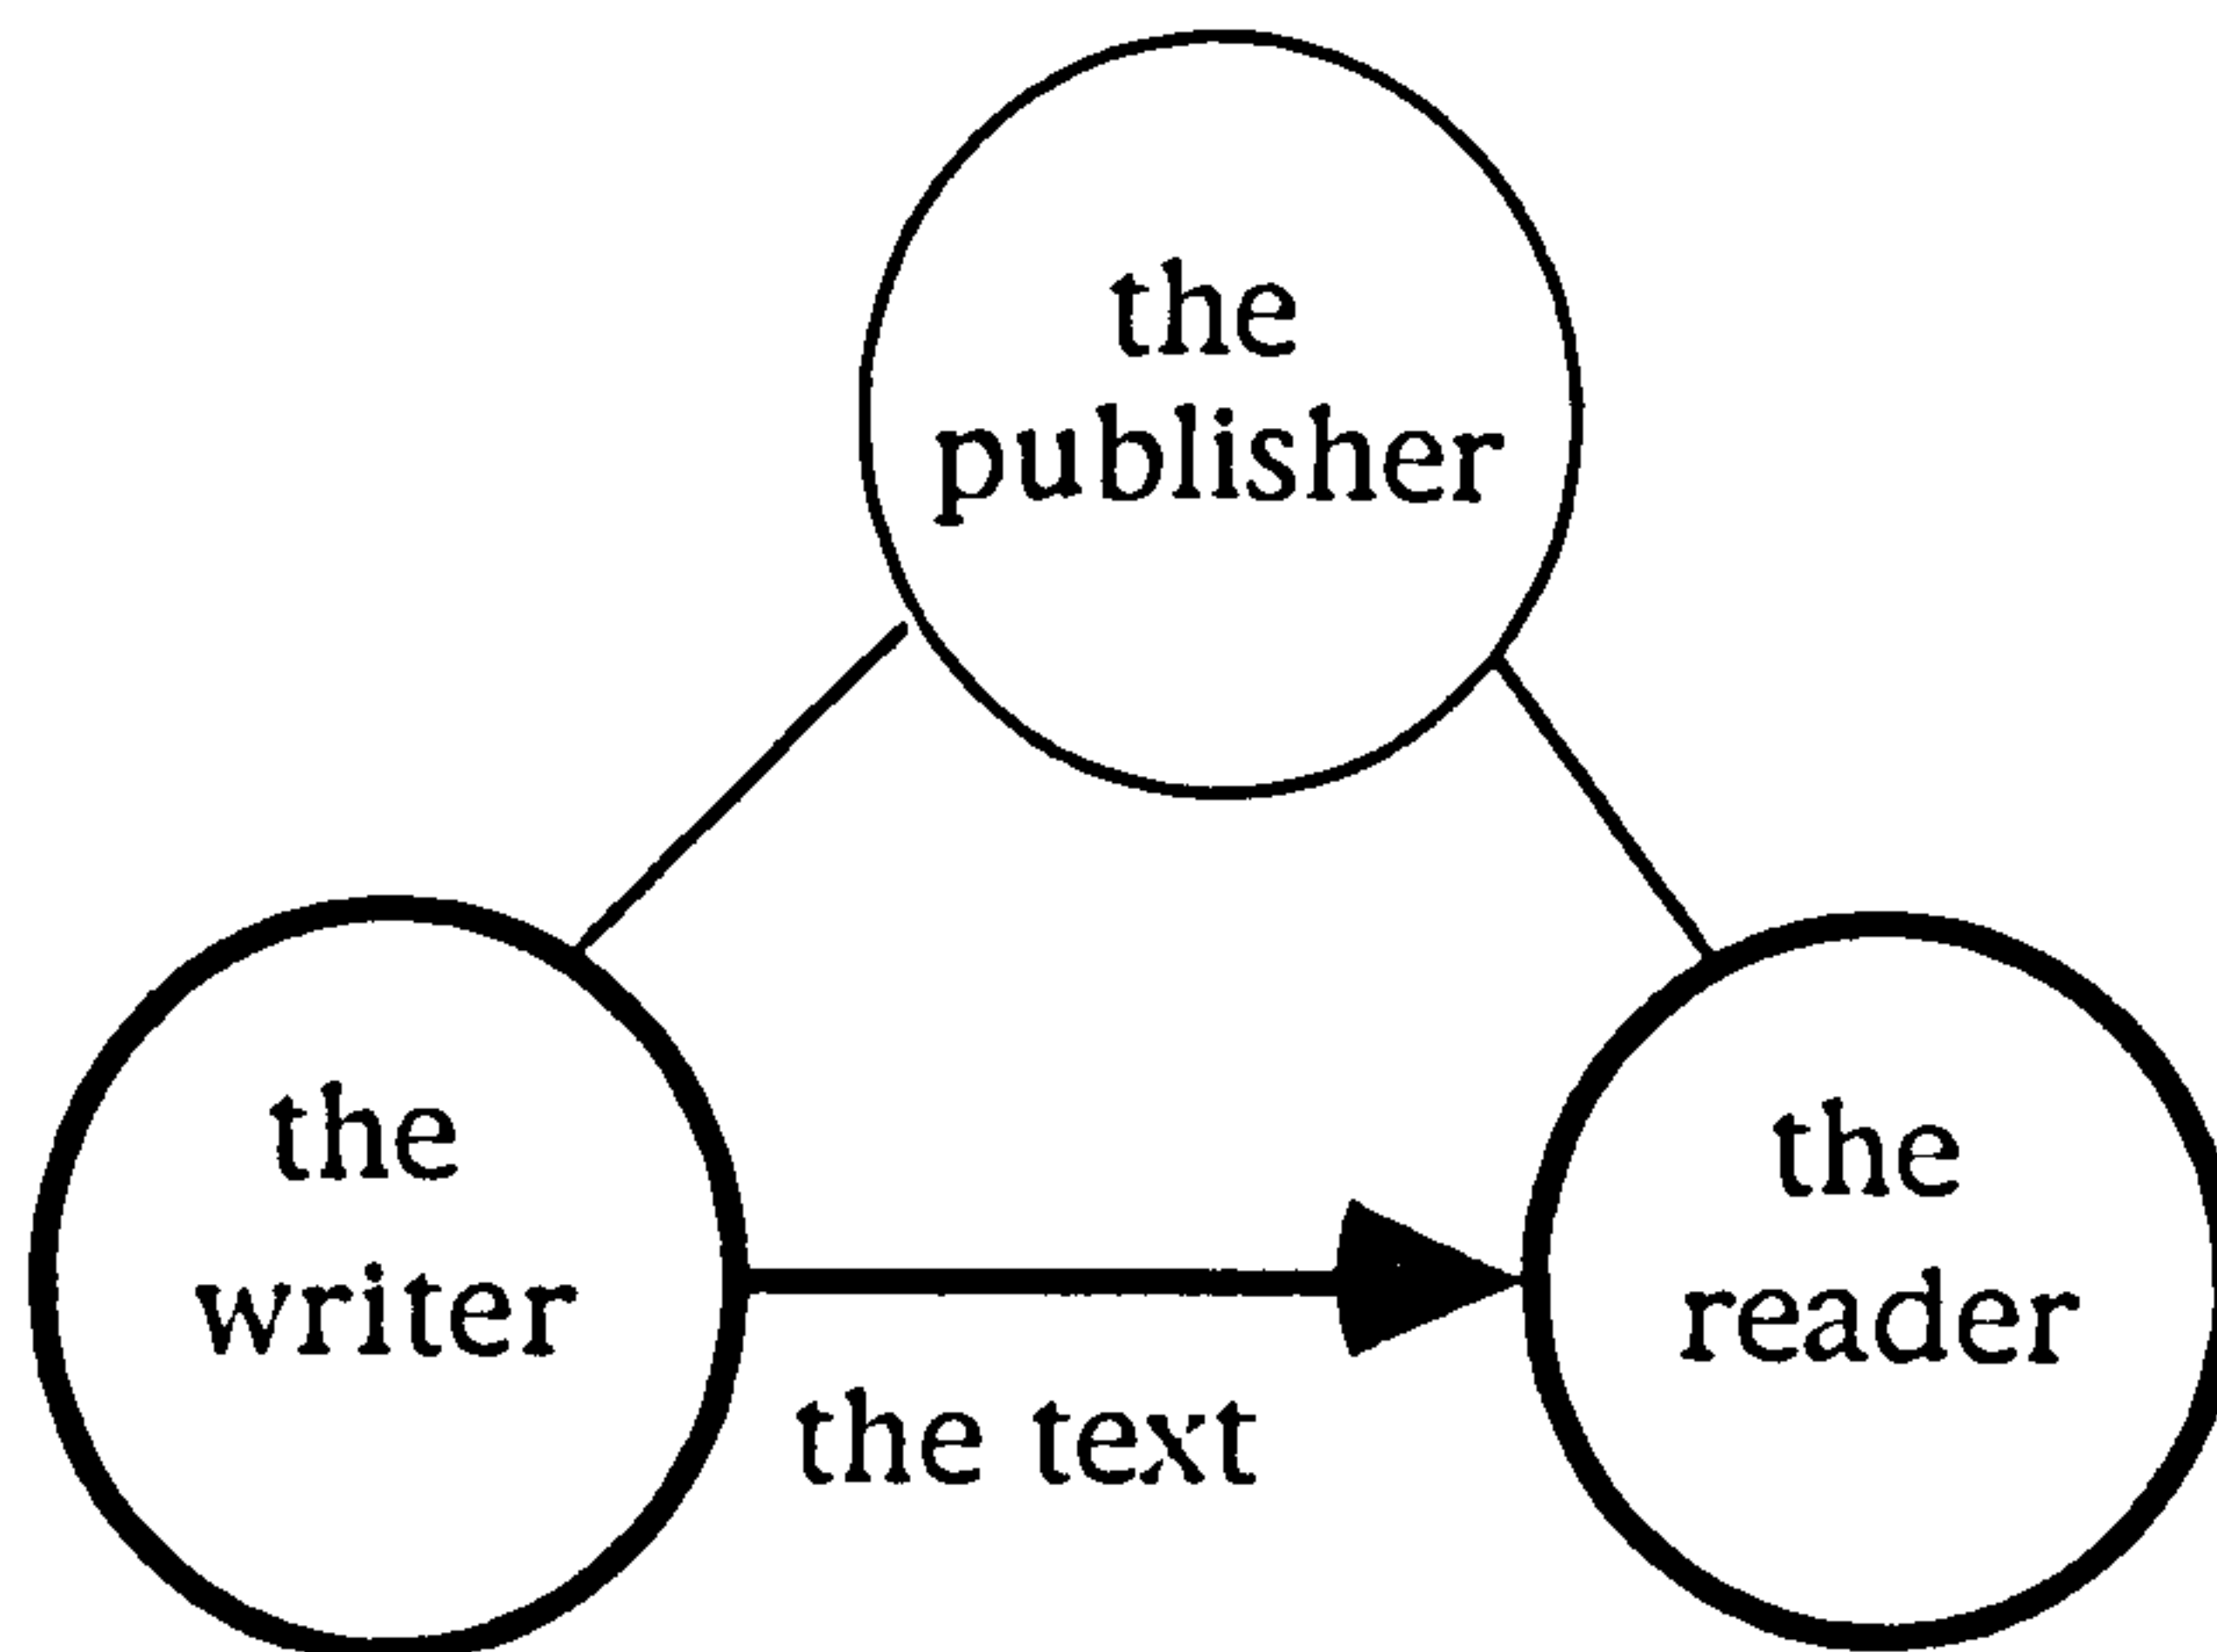 the
publisher
the
writer
the
reader
the text